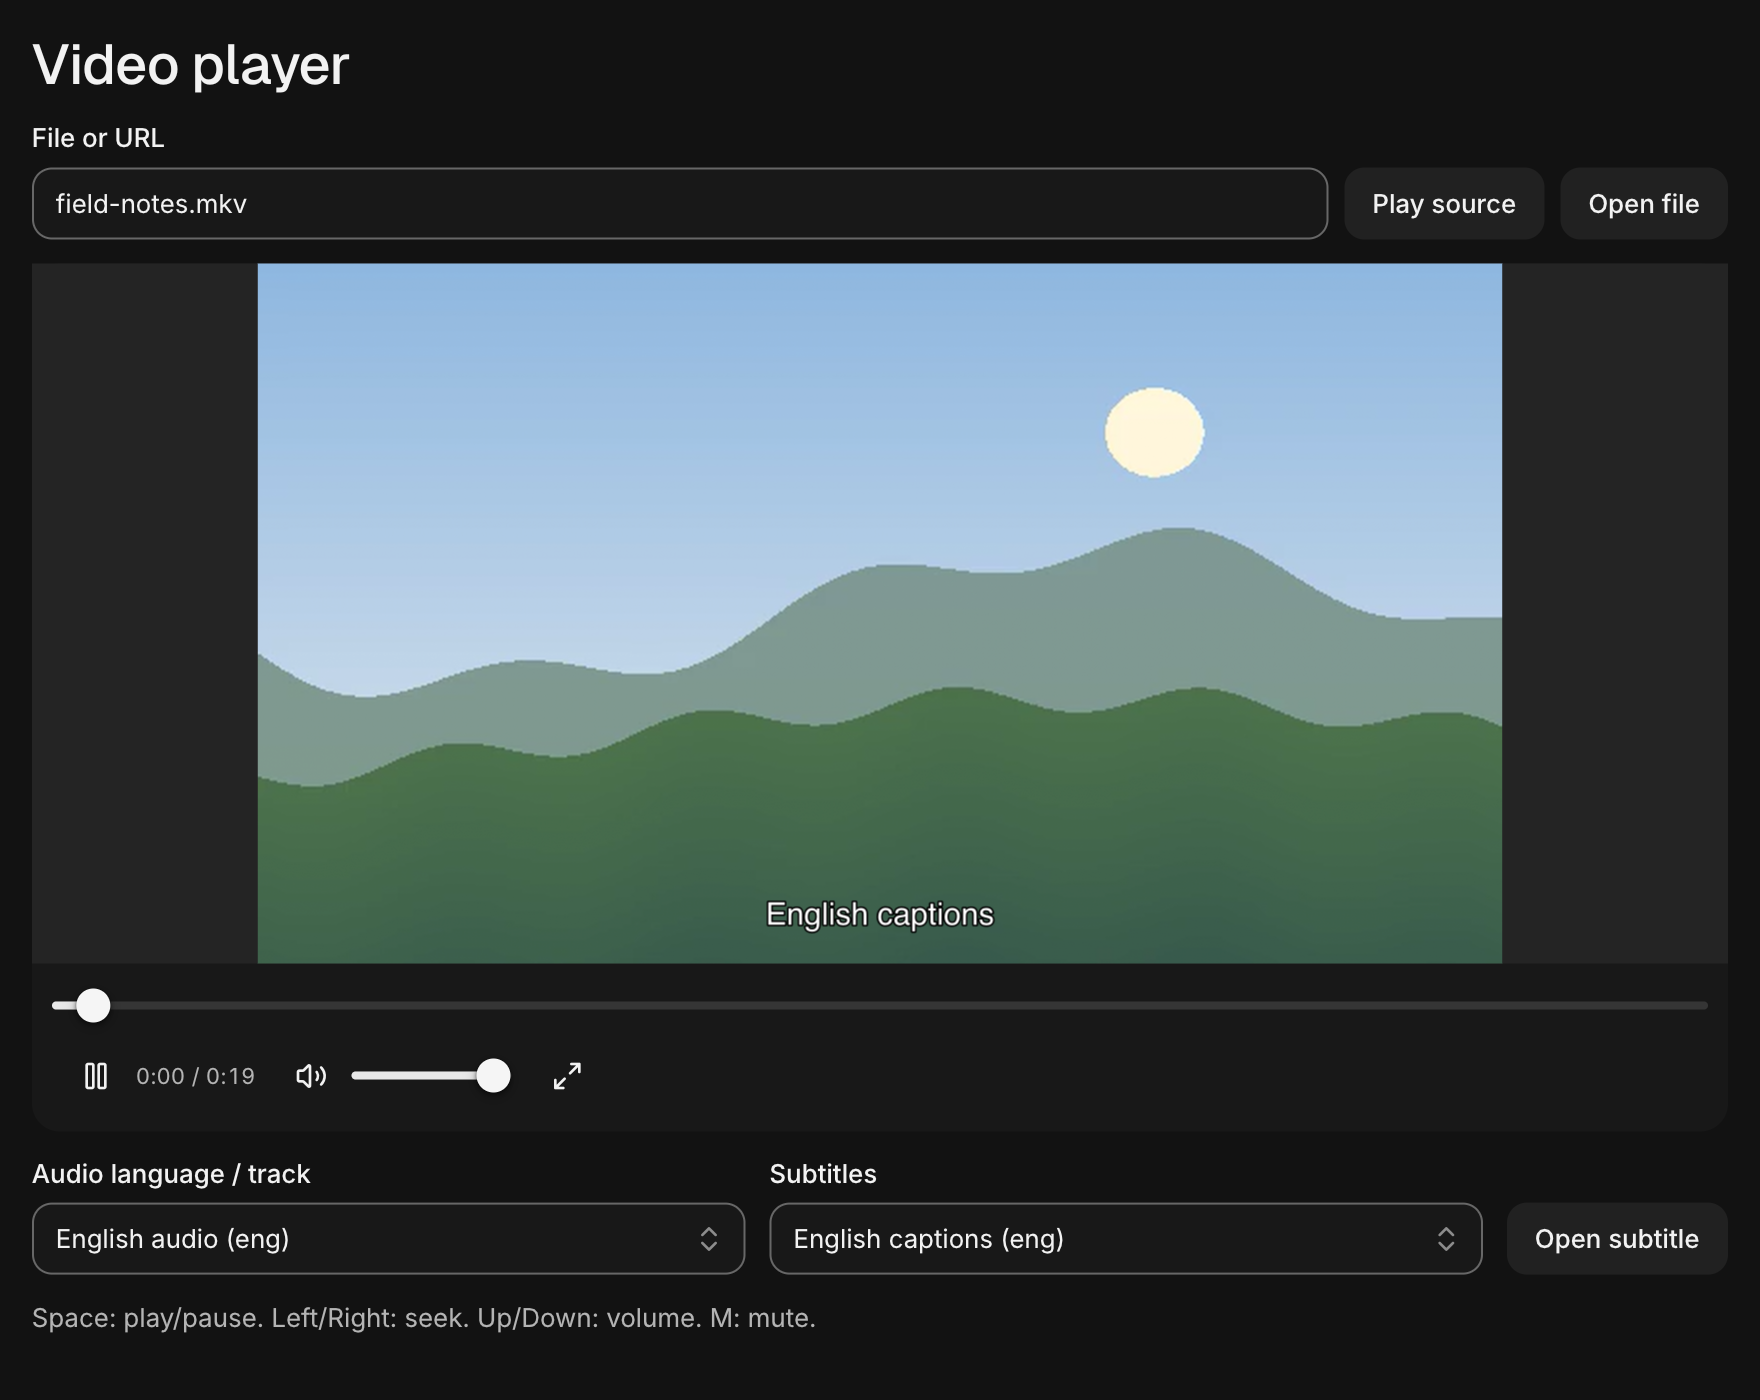 Video player
File or URL
field-notes.mkv
Play source
Open file
English captions
0:00 / 0:19
Audio language / track
Subtitles
English audio (eng)
English captions (eng)
Open subtitle
Space: play/pause. Left/Right: seek. Up/Down: volume. M: mute.